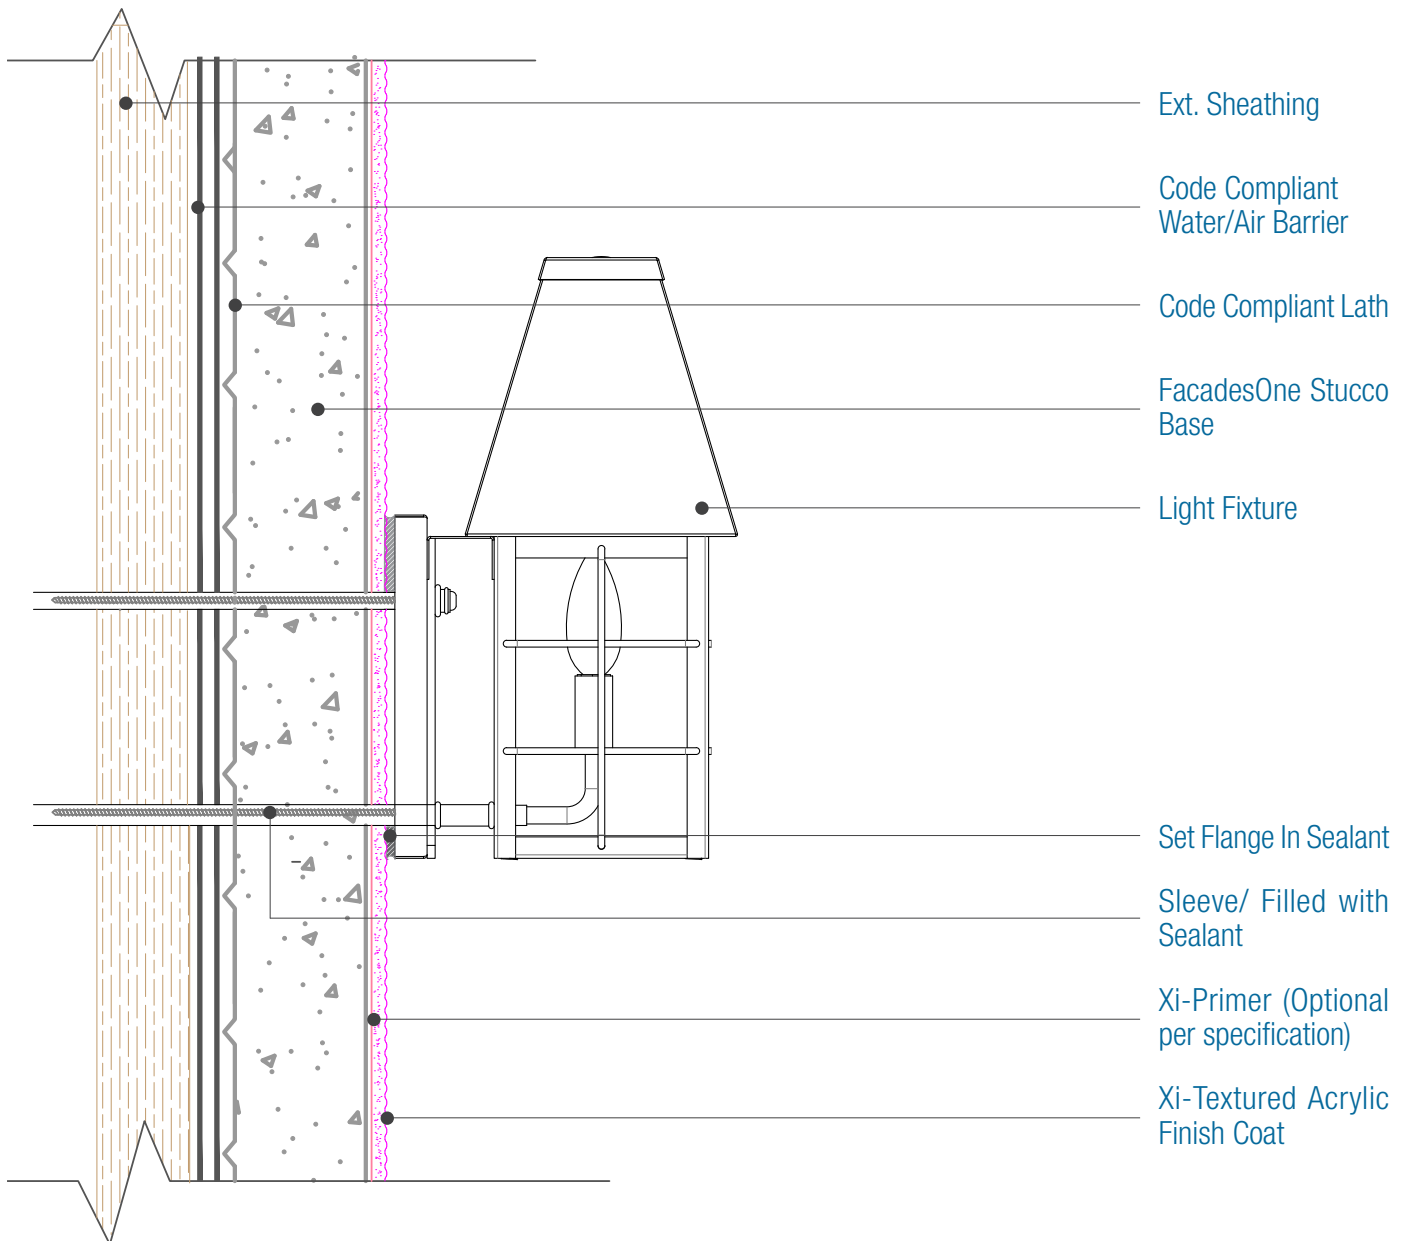 Ext. Sheathing
Code Compliant
Water/Air Barrier
Code Compliant Lath
FacadesOne Stucco
Base
Light Fixture
Set Flange In Sealant
Sleeve/ Filled with
Sealant
Xi-Primer (Optional
per specification)
Xi-Textured Acrylic
Finish Coat